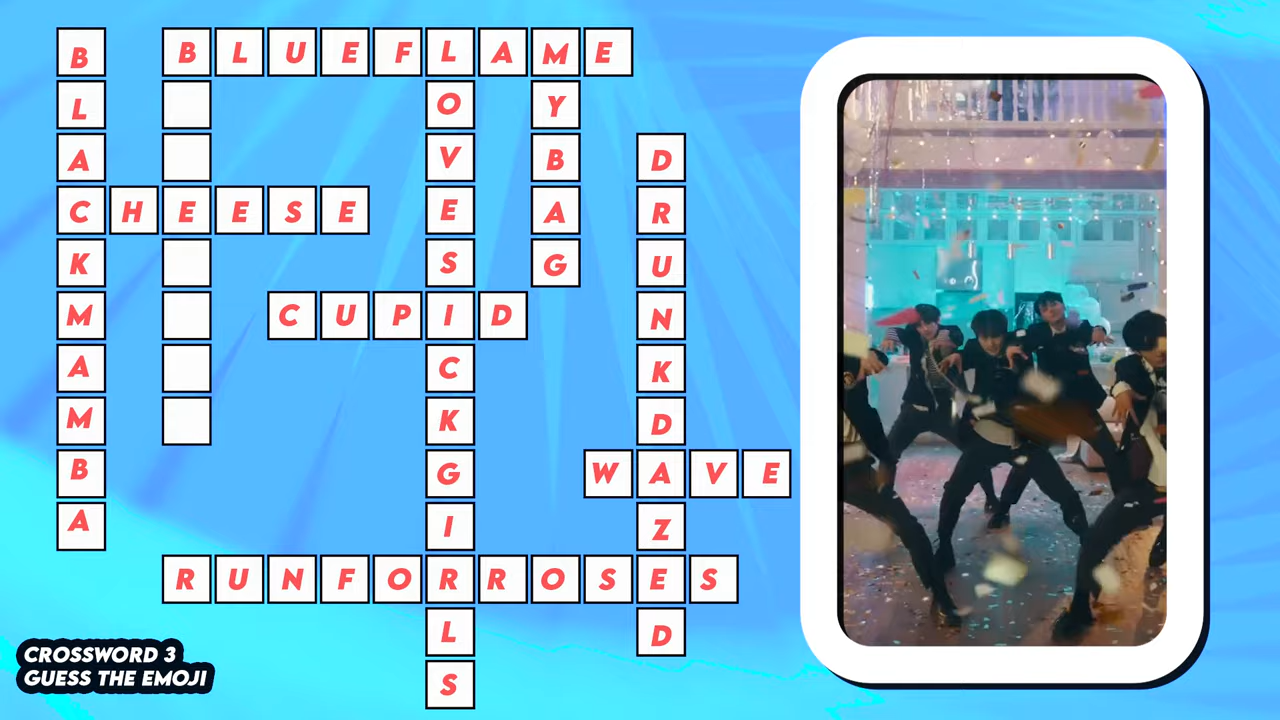 BLUEFLAME
BLACKMAMBA
LOVESICKGIRLS
MYBAG
DRUNKDAZED
CHEESE
CUPID
WAVE
RUNFORROSES
CROSSWORD 3
GUESS THE EMOJI